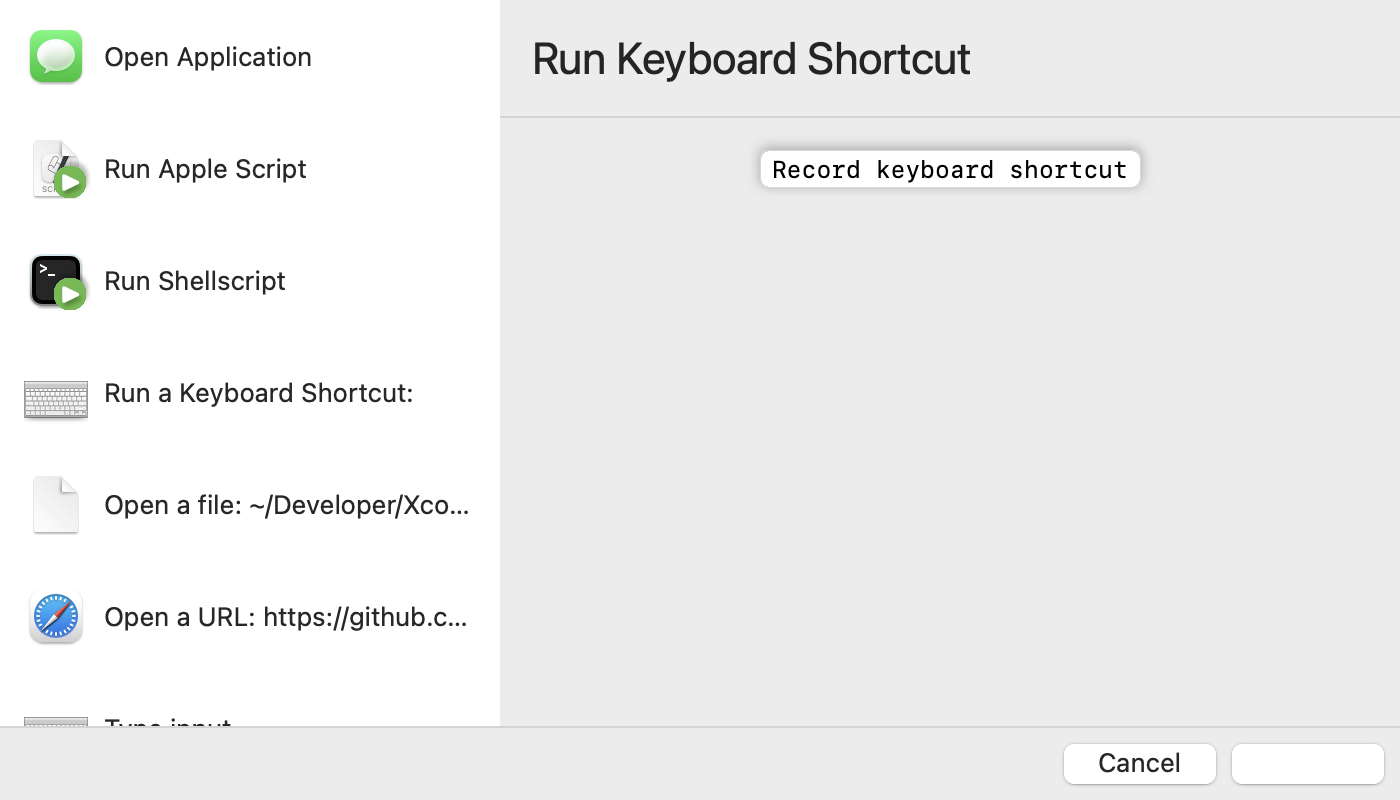 Open Application
Run Apple Script
Run Shellscript
Run a Keyboard Shortcut:
Open a file: ~/Developer/Xco...
Open a URL: https://github.c...
Type input
Run Keyboard Shortcut
Record keyboard shortcut
Cancel